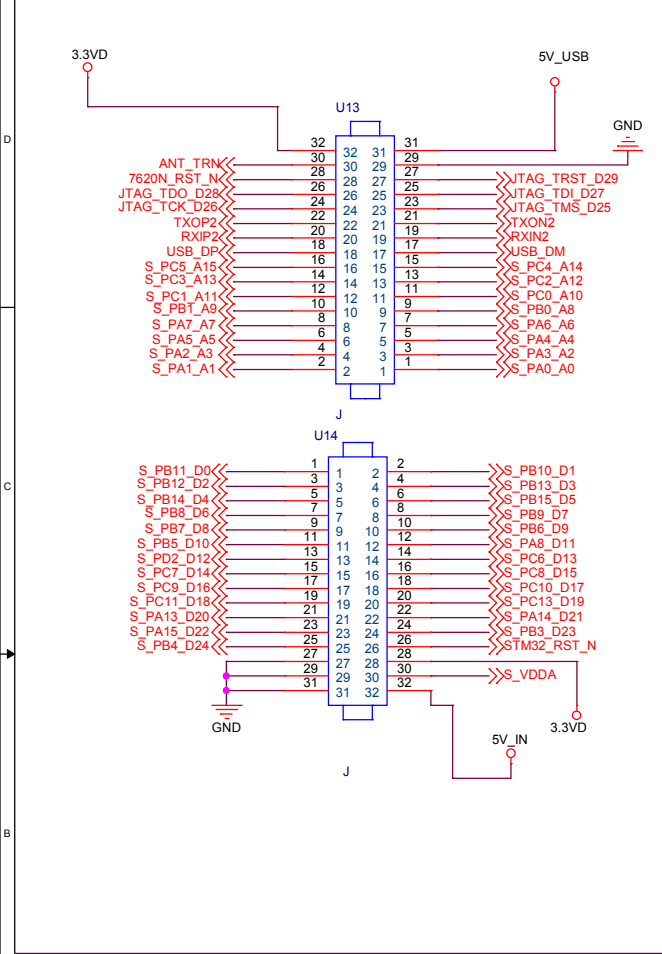 3.3VD
5V_USB
U13
GND
D
32 32 31 31
ANT_TRN 30 30 29 29
7620N_RST_N 28 28 27 27 JTAG_TRST_D29
JTAG_TDO_D28 26 26 25 25 JTAG_TDI_D27
JTAG_TCK_D26 24 24 23 23 JTAG_TMS_D25
TXOP2 22 22 21 21 TXON2
RXIP2 20 20 19 19 RXIN2
USB_DP 18 18 17 17 USB_DM
S_PC5_A15 16 16 15 15 S_PC4_A14
S_PC3_A13 14 14 13 13 S_PC2_A12
S_PC1_A11 12 12 11 11 S_PC0_A10
S_PB1_A9 10 10 9 9 S_PB0_A8
S_PA7_A7 8 8 7 7 S_PA6_A6
S_PA5_A5 6 6 5 5 S_PA4_A4
S_PA2_A3 4 4 3 3 S_PA3_A2
S_PA1_A1 2 2 1 1 S_PA0_A0
J
U14
C
S_PB11_D0 1 1 2 2 S_PB10_D1
S_PB12_D2 3 3 4 4 S_PB13_D3
S_PB14_D4 5 5 6 6 S_PB15_D5
S_PB8_D6 7 7 8 8 S_PB9_D7
S_PB7_D8 9 9 10 10 S_PB6_D9
S_PB5_D10 11 11 12 12 S_PA8_D11
S_PD2_D12 13 13 14 14 S_PC6_D13
S_PC7_D14 15 15 16 16 S_PC8_D15
S_PC9_D16 17 17 18 18 S_PC10_D17
S_PC11_D18 19 19 20 20 S_PC13_D19
S_PA13_D20 21 21 22 22 S_PA14_D21
S_PA15_D22 23 23 24 24 S_PB3_D23
S_PB4_D24 25 25 26 26 STM32_RST_N
27 27 28 28
29 29 30 30 S_VDDA
31 31 32 32
GND
3.3VD
5V_IN
J
B